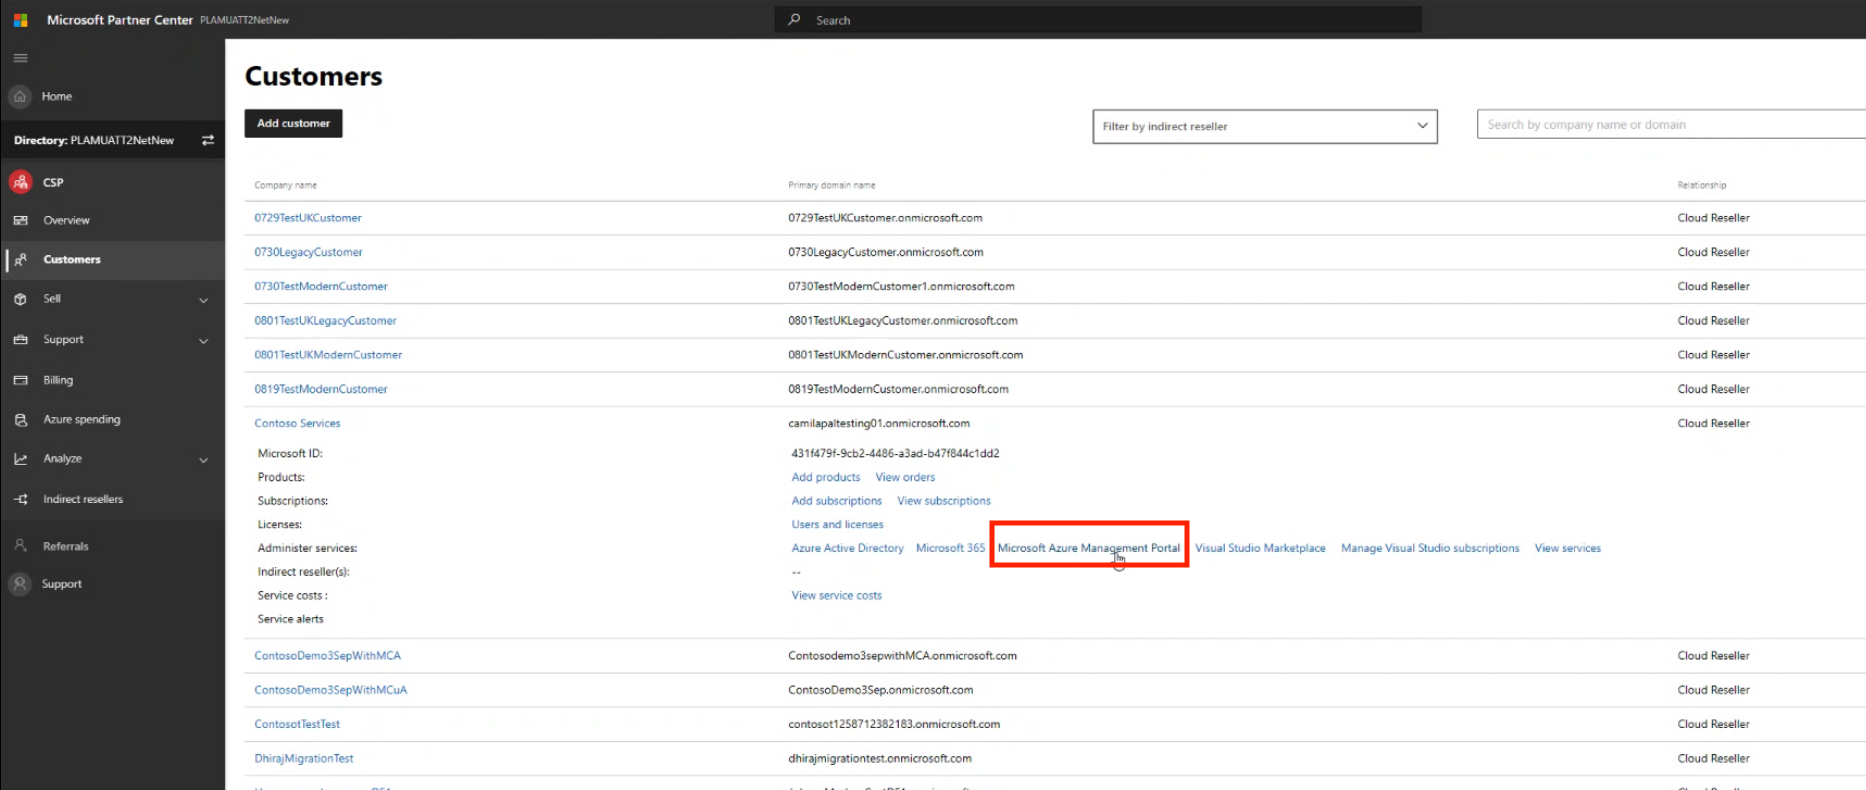 Microsoft Partner Center PLAMUATT2NetNew
Search
Home
Directory: PLAMUATT2NetNew
CSP
Overview
Customers
Sell
Support
Billing
Azure spending
Analyze
Indirect resellers
Referrals
Support
Customers
Add customer
Filter by indirect reseller
Search by company name or domain
Company name Primary domain name Relationship
0729TestUKCustomer 0729TestUKCustomer.onmicrosoft.com Cloud Reseller
0730LegacyCustomer 0730LegacyCustomer.onmicrosoft.com Cloud Reseller
0730TestModernCustomer 0730TestModernCustomer1.onmicrosoft.com Cloud Reseller
0801TestUKLegacyCustomer 0801TestUKLegacyCustomer.onmicrosoft.com Cloud Reseller
0801TestUKModernCustomer 0801TestUKModernCustomer.onmicrosoft.com Cloud Reseller
0819TestModernCustomer 0819TestModernCustomer.onmicrosoft.com Cloud Reseller
Contoso Services camilapaltesting01.onmicrosoft.com Cloud Reseller
Microsoft ID: 431f479f-9cb2-4486-a3ad-b47f844c1dd2
Products: Add products View orders
Subscriptions: Add subscriptions View subscriptions
Licenses: Users and licenses
Administer services: Azure Active Directory Microsoft 365 Microsoft Azure Management Portal Visual Studio Marketplace Manage Visual Studio subscriptions View services
Indirect reseller(s): --
Service costs : View service costs
Service alerts
ContosoDemo3SepWithMCA Contosodemo3sepwithMCA.onmicrosoft.com Cloud Reseller
ContosoDemo3SepWithMCuA ContosoDemo3Sep.onmicrosoft.com Cloud Reseller
ContosotTestTest contosot1258712382183.onmicrosoft.com Cloud Reseller
DhirajMigrationTest dhirajmigrationtest.onmicrosoft.com Cloud Reseller